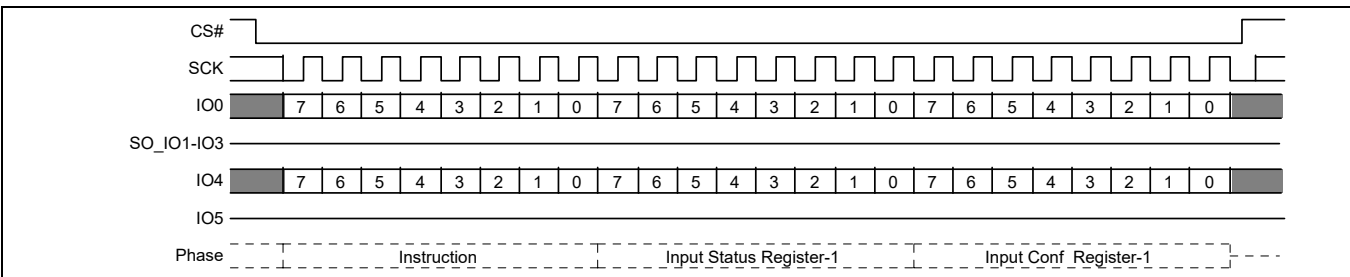 CS#
SCK
IO0 7 6 5 4 3 2 1 0 7 6 5 4 3 2 1 0 7 6 5 4 3 2 1 0
SO_IO1-IO3
IO4 7 6 5 4 3 2 1 0 7 6 5 4 3 2 1 0 7 6 5 4 3 2 1 0
IO5
Phase Instruction Input Status Register-1 Input Conf Register-1